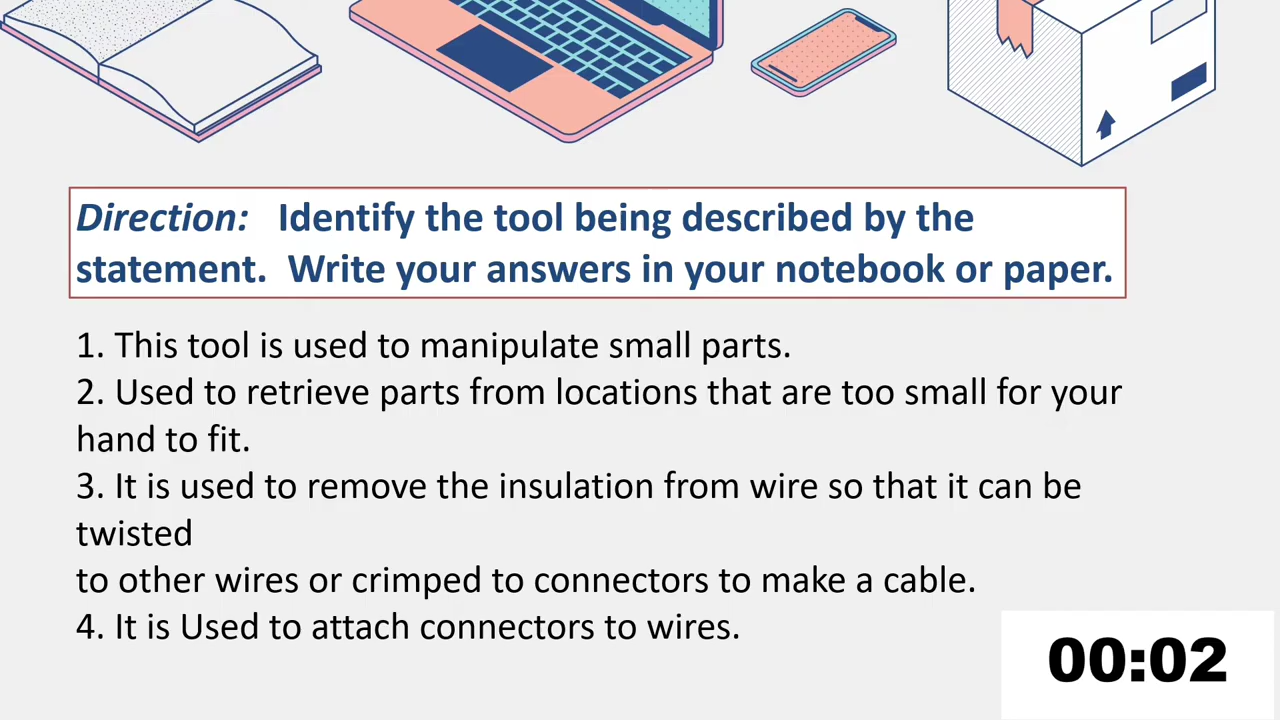 Direction: Identify the tool being described by the
statement. Write your answers in your notebook or paper.
1. This tool is used to manipulate small parts.
2. Used to retrieve parts from locations that are too small for your
hand to fit.
3. It is used to remove the insulation from wire so that it can be
twisted
to other wires or crimped to connectors to make a cable.
4. It is Used to attach connectors to wires.
00:02